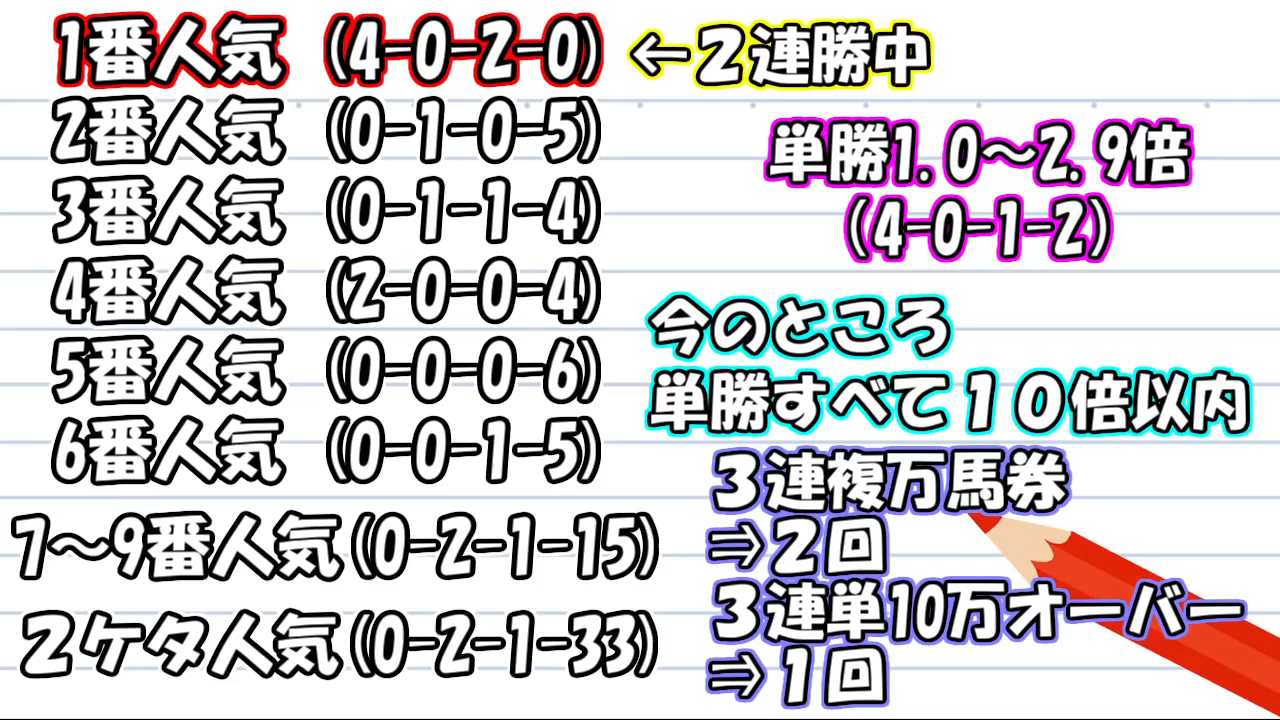 1番人気 (4-0-2-0) ←2連勝中
2番人気 (0-1-0-5)
3番人気 (0-1-1-4)
4番人気 (2-0-0-4)
5番人気 (0-0-0-6)
6番人気 (0-0-1-5)
7～9番人気(0-2-1-15)
2ケタ人気(0-2-1-33)
単勝1.0～2.9倍
(4-0-1-2)
今のところ
単勝すべて10倍以内
3連複万馬券
⇒2回
3連単10万オーバー
⇒1回